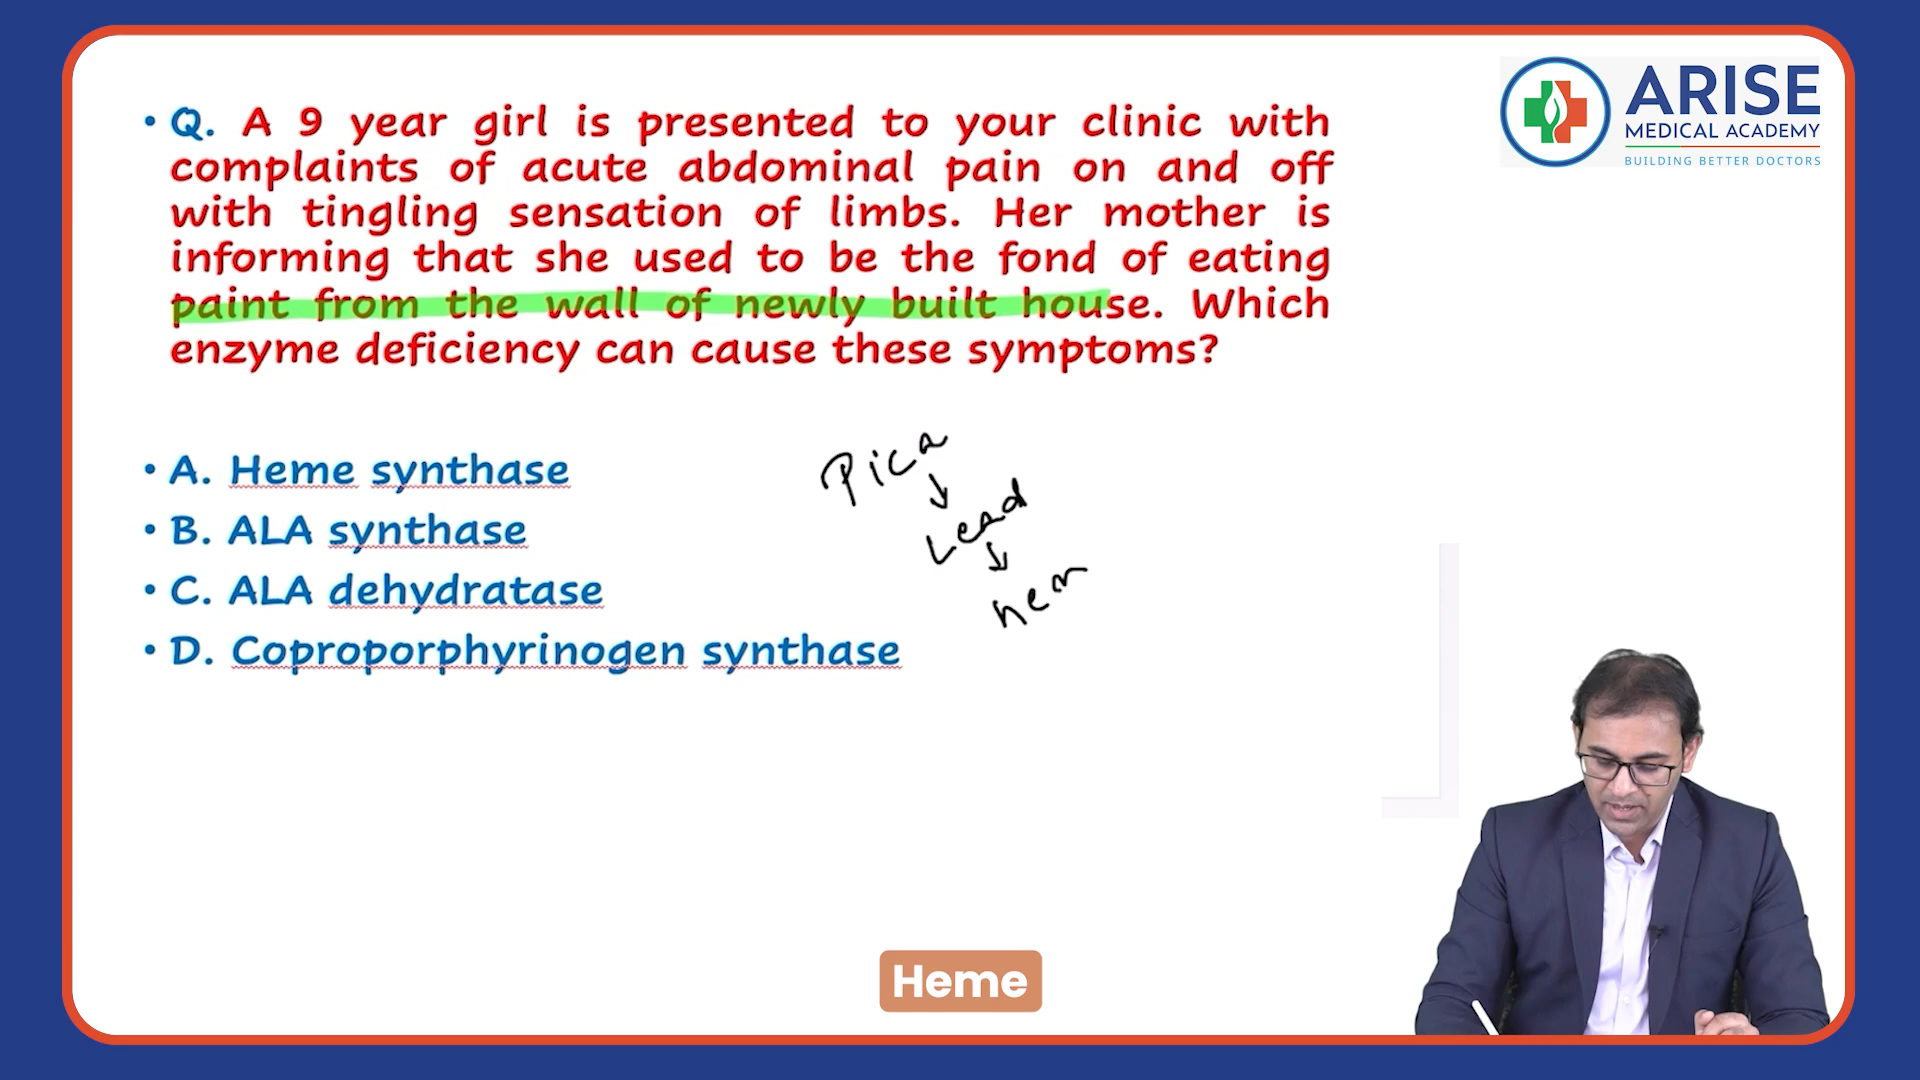 • Q. A 9 year girl is presented to your clinic with
complaints of acute abdominal pain on and off
with tingling sensation of limbs. Her mother is
informing that she used to be the fond of eating
paint from the wall of newly built house. Which
enzyme deficiency can cause these symptoms?
• A. Heme synthase
• B. ALA synthase
• C. ALA dehydratase
• D. Coproporphyrinogen synthase
Pica
↓
Lead
↓
hem
ARISE
MEDICAL ACADEMY
BUILDING BETTER DOCTORS
Heme